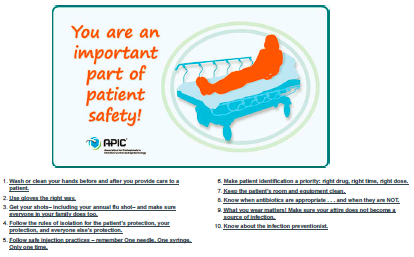 You are an
important
part of
patient
safety!
APIC
Association for Professionals in
Infection Control and Epidemiology
1. Wash or clean your hands before and after you provide care to a
patient.
2. Use gloves the right way.
3. Get your shots– including your annual flu shot– and make sure
everyone in your family does too.
4. Follow the rules of isolation for the patient's protection, your
protection, and everyone else's protection.
5. Follow safe injection practices – remember One needle, One syringe,
Only one time.
6. Make patient identification a priority: right drug, right time, right dose.
7. Keep the patient's room and equipment clean.
8. Know when antibiotics are appropriate . . . and when they are NOT.
9. What you wear matters! Make sure your attire does not become a
source of infection.
10. Know about the infection preventionist.